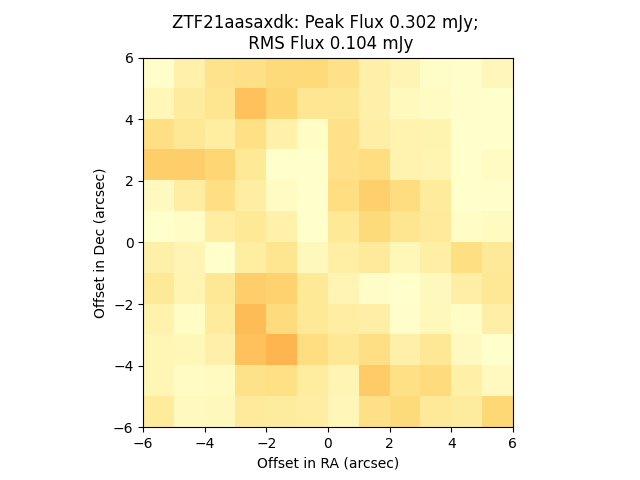 ZTF21aasaxdk: Peak Flux 0.302 mJy;
RMS Flux 0.104 mJy
6
4
2
0
−2
−4
−6
Offset in Dec (arcsec)
−6 −4 −2 0 2 4 6
Offset in RA (arcsec)